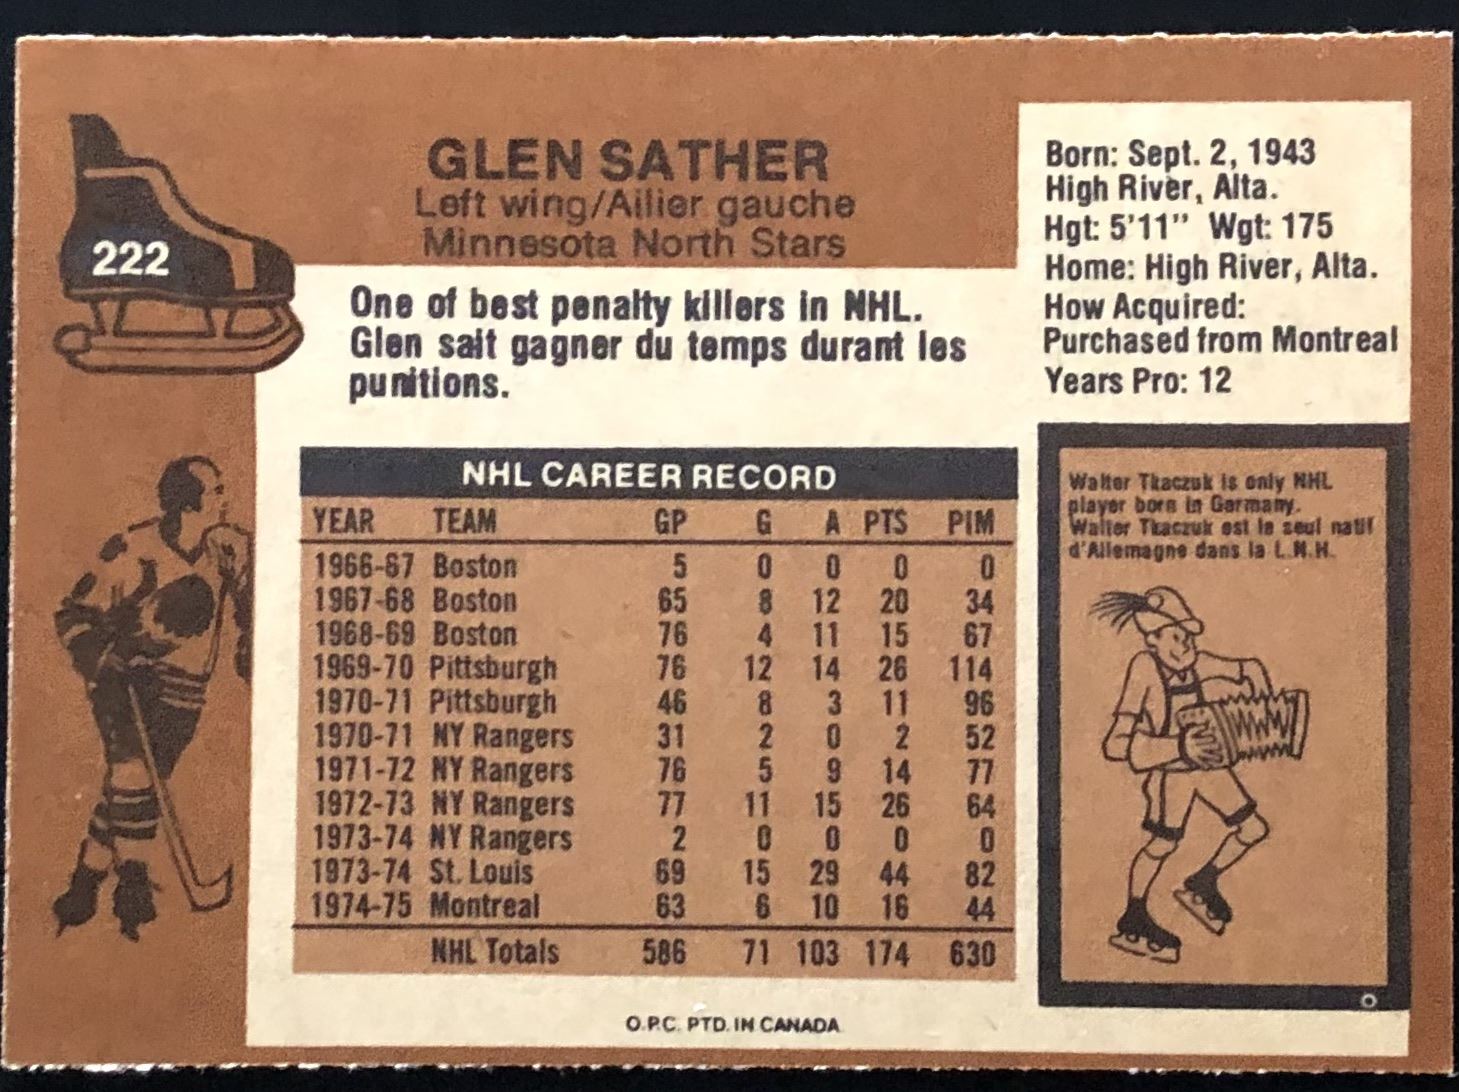 222
GLEN SATHER
Left wing/Ailier gauche
Minnesota North Stars
One of best penalty killers in NHL.
Glen sait gagner du temps durant les
punitions.
Born: Sept. 2, 1943
High River, Alta.
Hgt: 5'11" Wgt: 175
Home: High River, Alta.
How Acquired:
Purchased from Montreal
Years Pro: 12
NHL CAREER RECORD
YEAR TEAM GP G A PTS PIM
1966-67 Boston 5 0 0 0 0
1967-68 Boston 65 8 12 20 34
1968-69 Boston 76 4 11 15 67
1969-70 Pittsburgh 76 12 14 26 114
1970-71 Pittsburgh 46 8 3 11 96
1970-71 NY Rangers 31 2 0 2 52
1971-72 NY Rangers 76 5 9 14 77
1972-73 NY Rangers 77 11 15 26 64
1973-74 NY Rangers 2 0 0 0 0
1973-74 St. Louis 69 15 29 44 82
1974-75 Montreal 63 6 10 16 44
NHL Totals 586 71 103 174 630
Walter Tkaczuk is only NHL
player born in Germany.
Walter Tkaczuk est le seul natif
d'Allemagne dans la L.N.H.
O.P.C. PTD. IN CANADA